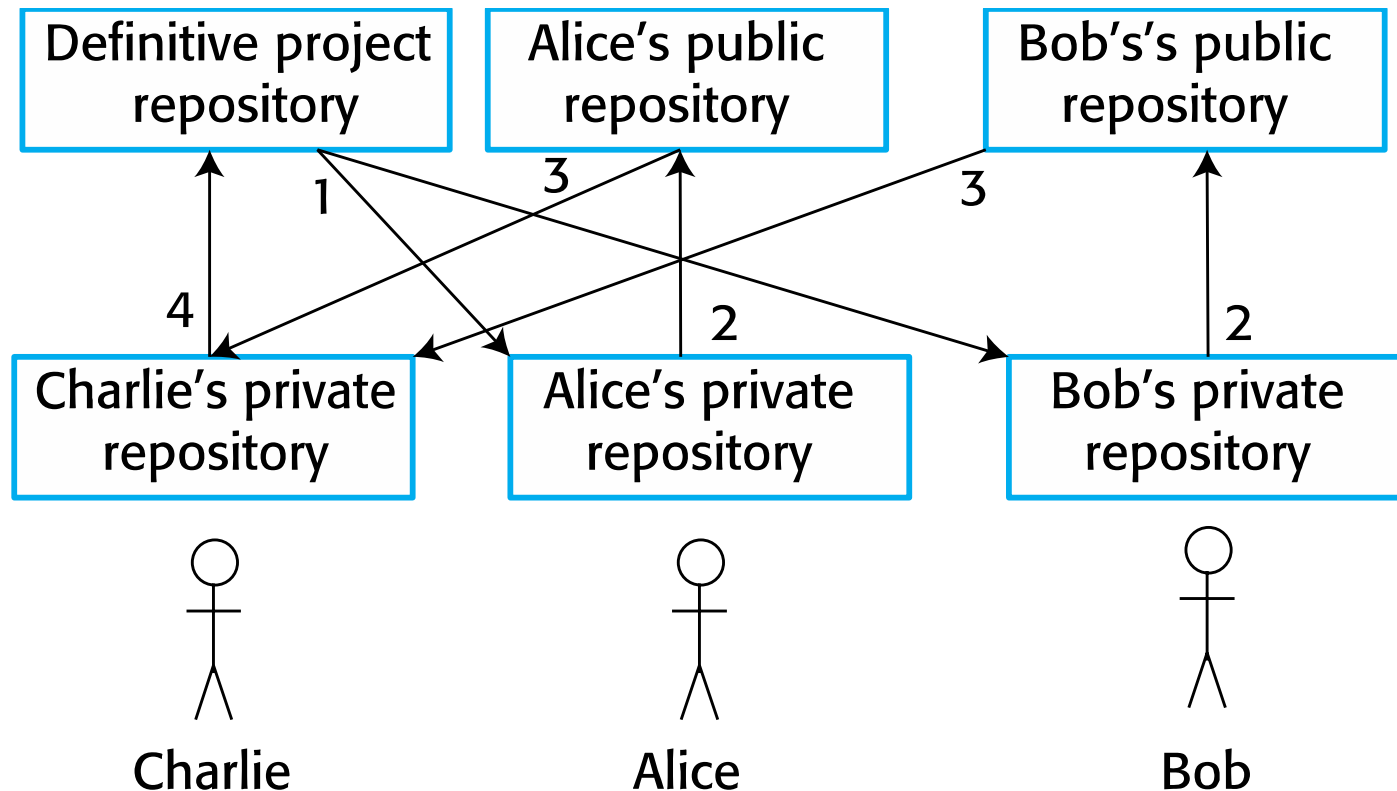 Definitive project
repository
Alice’s public
repository
Bob's’s public
repository
1
3
3
4
2
2
Charlie’s private
repository
Alice’s private
repository
Bob’s private
repository
Charlie
Alice
Bob